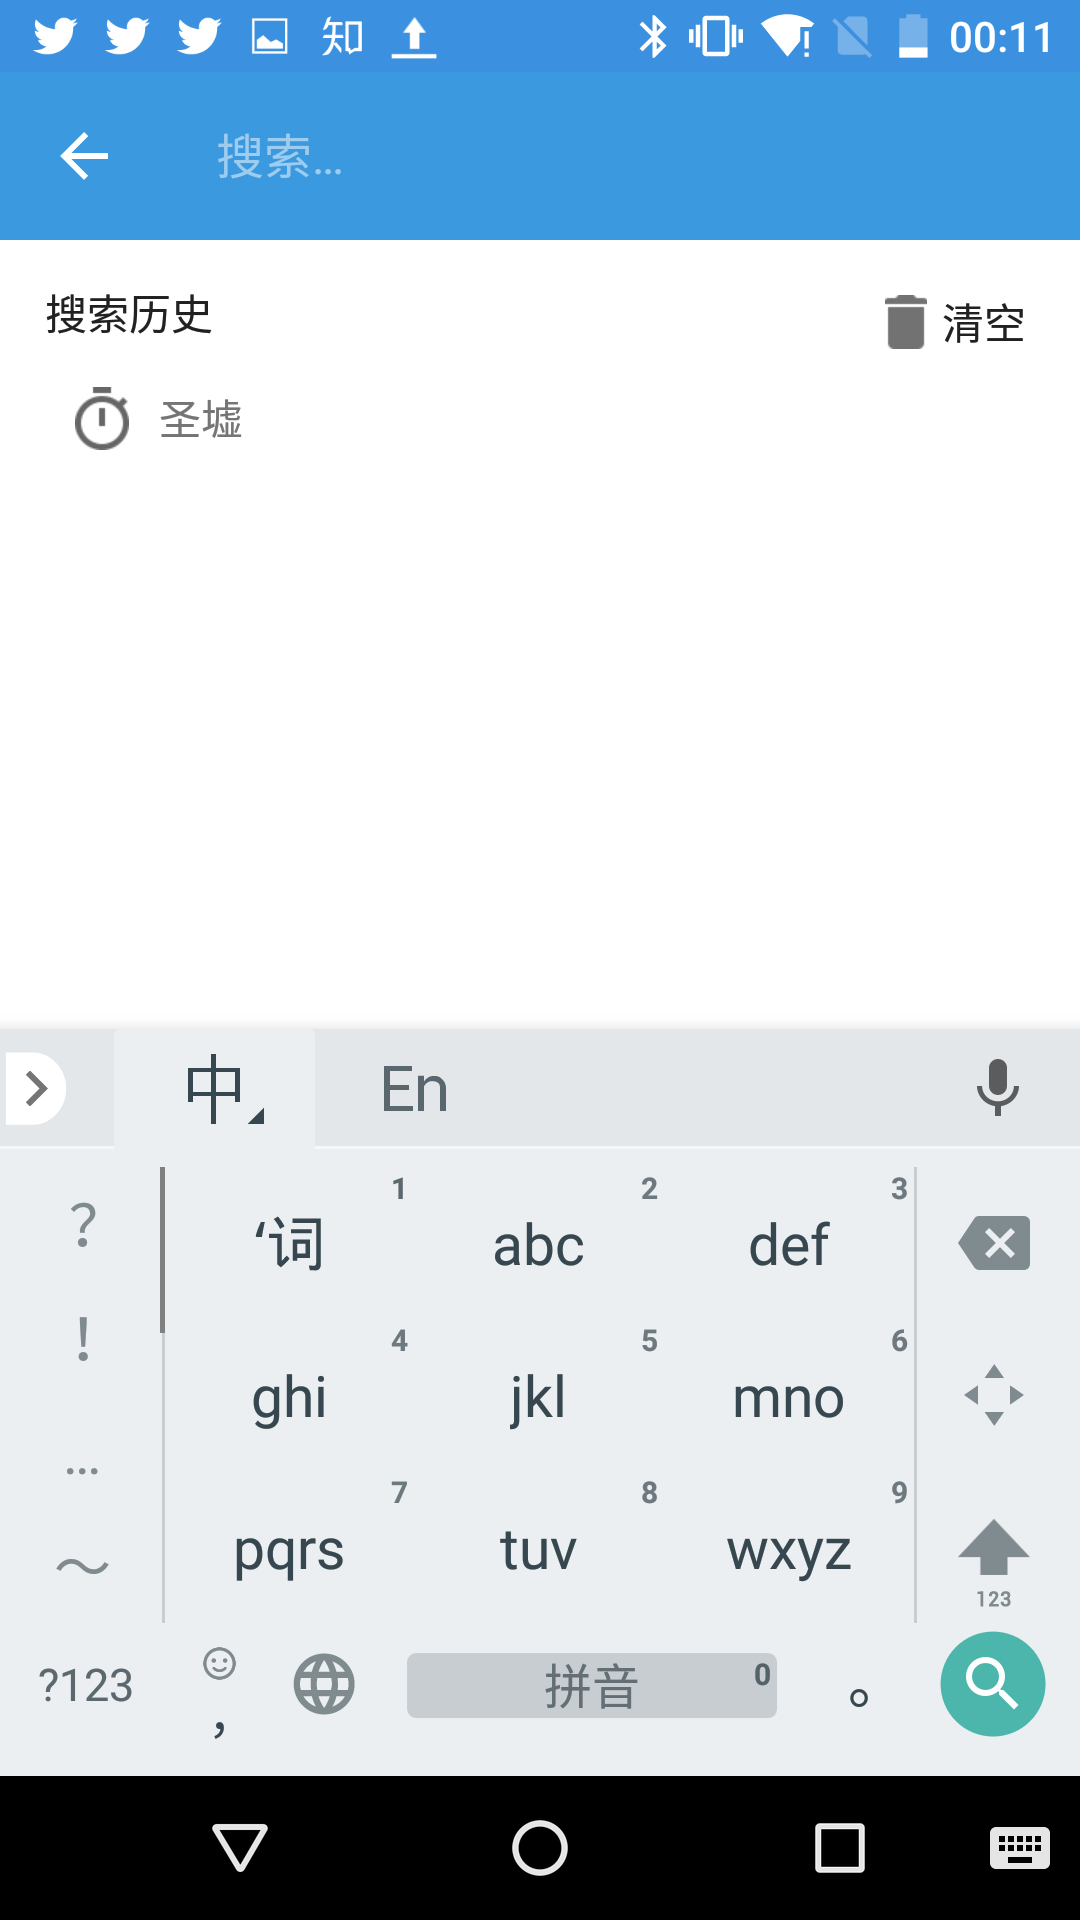 知 00:11
搜索...
搜索历史 清空
圣墟
中 En
? ‘词 1 abc 2 def 3
! ghi 4 jkl 5 mno 6
... pqrs 7 tuv 8 wxyz 9
～ 123
?123 ， 拼音 0 。